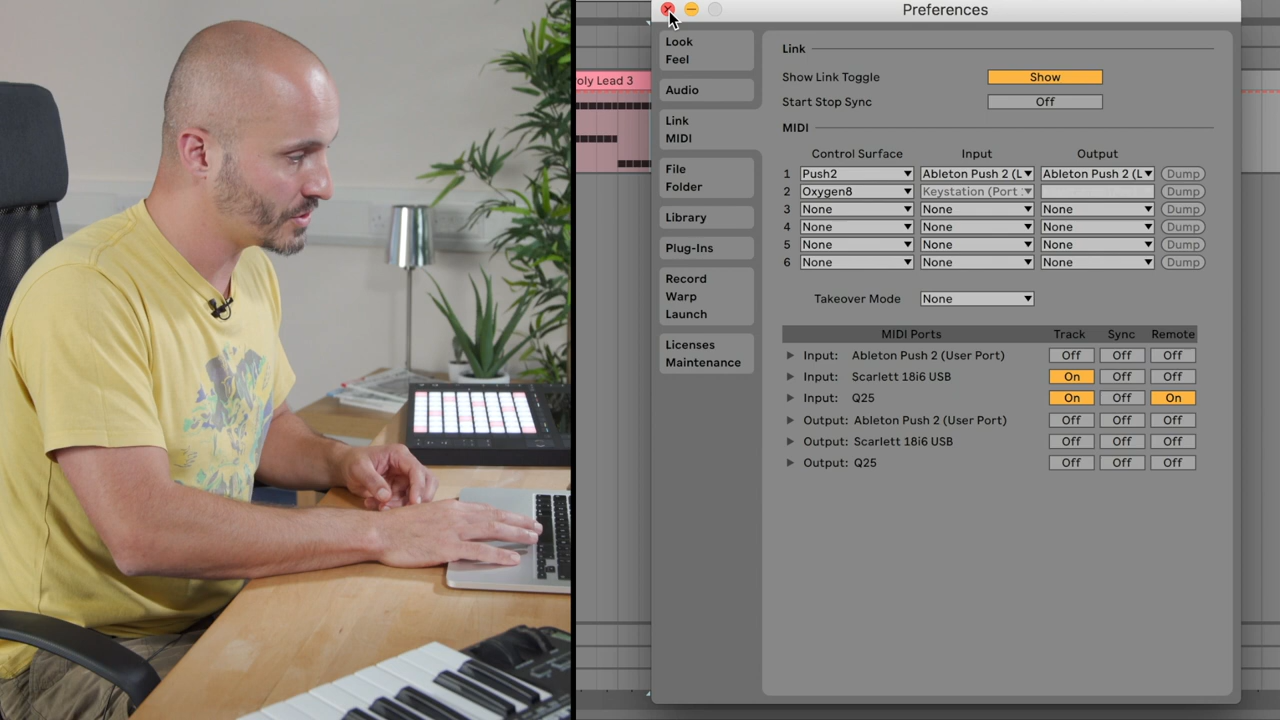 Preferences
oly Lead 3
Look
Feel
Audio
Link
MIDI
File
Folder
Library
Plug-Ins
Record
Warp
Launch
Licenses
Maintenance
Link
Show Link Toggle Show
Start Stop Sync Off
MIDI
Control Surface Input Output
1 Push2 Ableton Push 2 (L Ableton Push 2 (L Dump
2 Oxygen8 Keystation (Port Dump
3 None None None Dump
4 None None None Dump
5 None None None Dump
6 None None None Dump
Takeover Mode None
MIDI Ports Track Sync Remote
Input: Ableton Push 2 (User Port) Off Off Off
Input: Scarlett 18i6 USB On Off Off
Input: Q25 On Off On
Output: Ableton Push 2 (User Port) Off Off Off
Output: Scarlett 18i6 USB Off Off Off
Output: Q25 Off Off Off